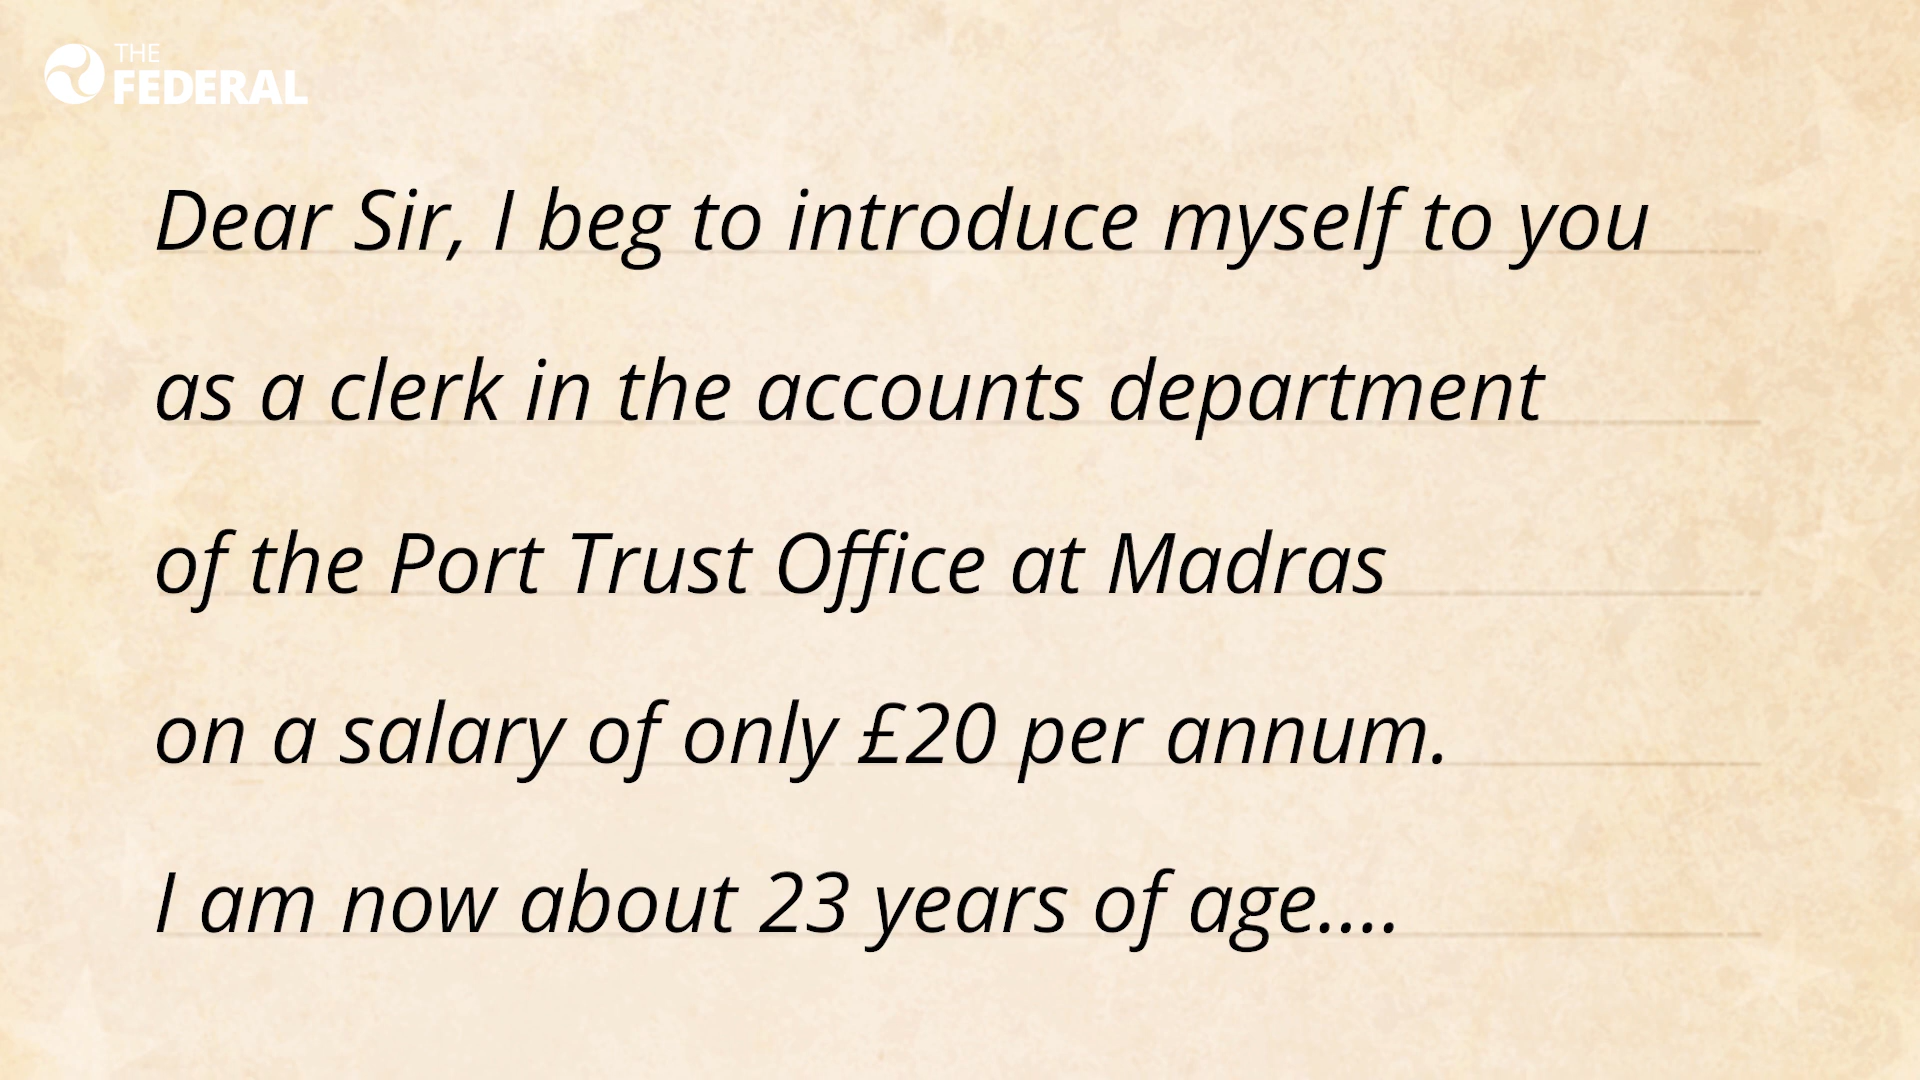 THE
FEDERAL
Dear Sir, I beg to introduce myself to you
as a clerk in the accounts department
of the Port Trust Office at Madras
on a salary of only £20 per annum.
I am now about 23 years of age....